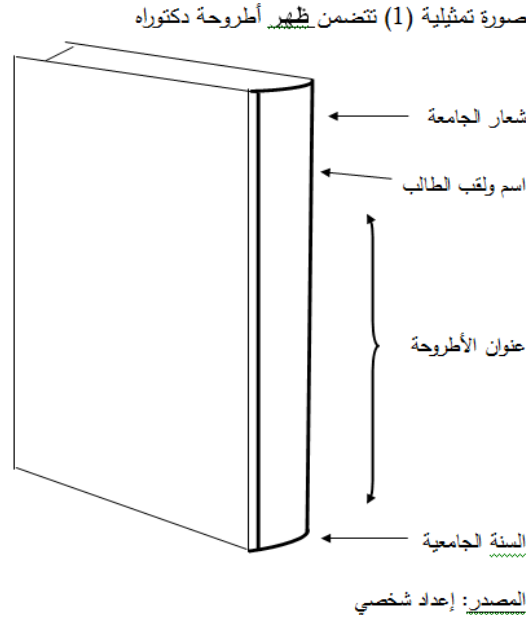 صورة تمثيلية (1) تتضمن ظهر أطروحة دكتوراه
شعار الجامعة
اسم ولقب الطالب
عنوان الأطروحة
السنة الجامعية
المصدر: إعداد شخصي